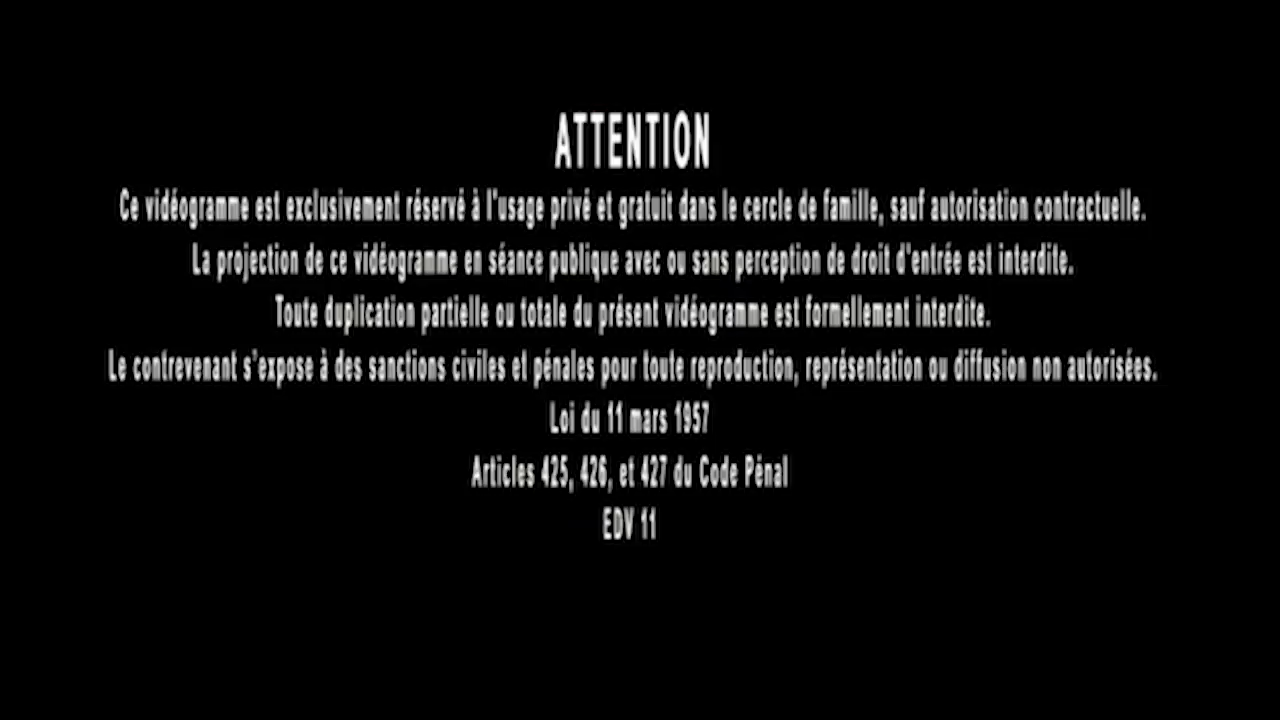 ATTENTION
Ce vidéogramme est exclusivement réservé à l'usage privé et gratuit dans le cercle de famille, sauf autorisation contractuelle.
La projection de ce vidéogramme en séance publique avec ou sans perception de droit d'entrée est interdite.
Toute duplication partielle ou totale du présent vidéogramme est formellement interdite.
Le contrevenant s'expose à des sanctions civiles et pénales pour toute reproduction, représentation ou diffusion non autorisées.
Loi du 11 mars 1957
Articles 425, 426, et 427 du Code Pénal
EDV 11